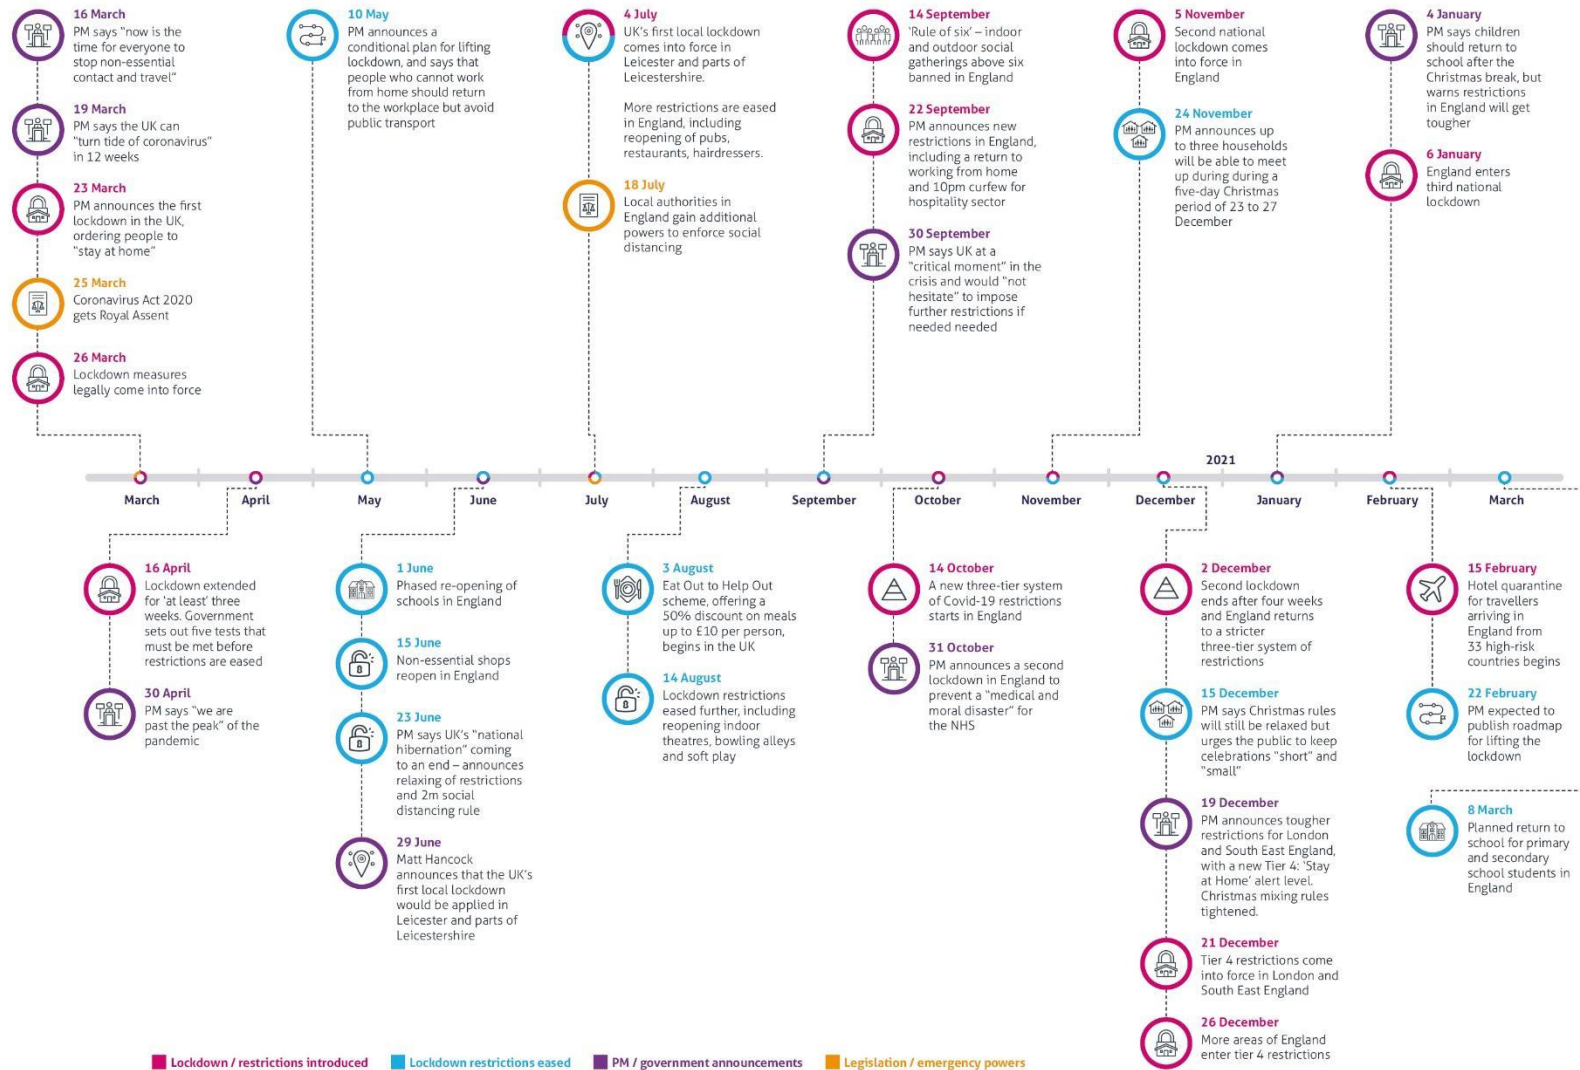 16 March
PM says “now is the
time for everyone to
stop non-essential
contact and travel”
19 March
PM says the UK can
“turn tide of coronavirus”
in 12 weeks
23 March
PM announces the first
lockdown in the UK,
ordering people to
“stay at home”
25 March
Coronavirus Act 2020
gets Royal Assent
26 March
Lockdown measures
legally come into force
10 May
PM announces a
conditional plan for lifting
lockdown, and says that
people who cannot work
from home should return
to the workplace but avoid
public transport
4 July
UK’s first local lockdown
comes into force in
Leicester and parts of
Leicestershire.
More restrictions are eased
in England, including
reopening of pubs,
restaurants, hairdressers.
18 July
Local authorities in
England gain additional
powers to enforce social
distancing
14 September
‘Rule of six’ – indoor
and outdoor social
gatherings above six
banned in England
22 September
PM announces new
restrictions in England,
including a return to
working from home
and 10pm curfew for
hospitality sector
30 September
PM says UK at a
“critical moment” in the
crisis and would “not
hesitate” to impose
further restrictions if
needed needed
5 November
Second national
lockdown comes
into force in
England
24 November
PM announces up
to three households
will be able to meet
up during during a
five-day Christmas
period of 23 to 27
December
4 January
PM says children
should return to
school after the
Christmas break, but
warns restrictions
in England will get
tougher
6 January
England enters
third national
lockdown
2021
March April May June July August September October November December January February March
16 April
Lockdown extended
for ‘at least’ three
weeks. Government
sets out five tests that
must be met before
restrictions are eased
30 April
PM says “we are
past the peak” of the
pandemic
1 June
Phased re-opening of
schools in England
15 June
Non-essential shops
reopen in England
23 June
PM says UK’s “national
hibernation” coming
to an end – announces
relaxing of restrictions
and 2m social
distancing rule
29 June
Matt Hancock
announces that the UK’s
first local lockdown
would be applied in
Leicester and parts of
Leicestershire
3 August
Eat Out to Help Out
scheme, offering a
50% discount on meals
up to £10 per person,
begins in the UK
14 August
Lockdown restrictions
eased further, including
reopening indoor
theatres, bowling alleys
and soft play
14 October
A new three-tier system
of Covid-19 restrictions
starts in England
31 October
PM announces a second
lockdown in England to
prevent a “medical and
moral disaster” for
the NHS
2 December
Second lockdown
ends after four weeks
and England returns
to a stricter
three-tier system of
restrictions
15 December
PM says Christmas rules
will still be relaxed but
urges the public to keep
celebrations “short” and
“small”
19 December
PM announces tougher
restrictions for London
and South East England,
with a new Tier 4: ‘Stay
at Home’ alert level.
Christmas mixing rules
tightened.
21 December
Tier 4 restrictions come
into force in London and
South East England
26 December
More areas of England
enter tier 4 restrictions
15 February
Hotel quarantine
for travellers
arriving in
England from
33 high-risk
countries begins
22 February
PM expected to
publish roadmap
for lifting the
lockdown
8 March
Planned return to
school for primary
and secondary
school students in
England
Lockdown / restrictions introduced Lockdown restrictions eased PM / government announcements Legislation / emergency powers